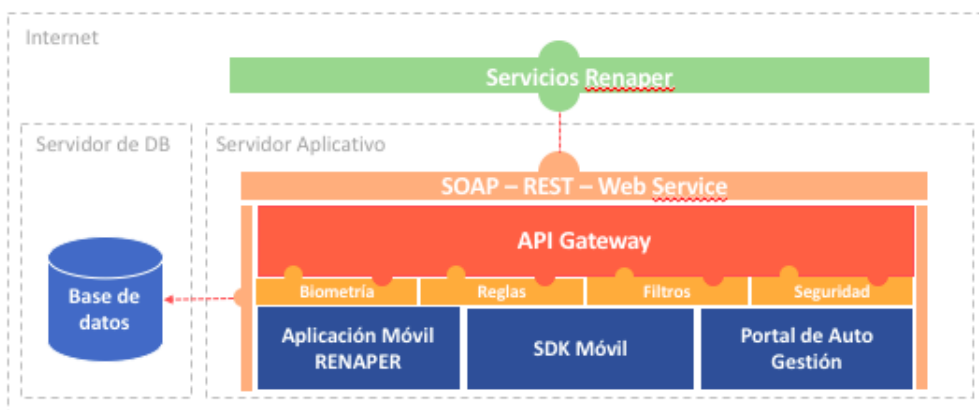 Internet
Servicios Renaper
Servidor de DB
Servidor Aplicativo
SOAP – REST – Web Service
API Gateway
Biometría
Reglas
Filtros
Seguridad
Base de
datos
Aplicación Móvil
RENAPER
SDK Móvil
Portal de Auto
Gestión